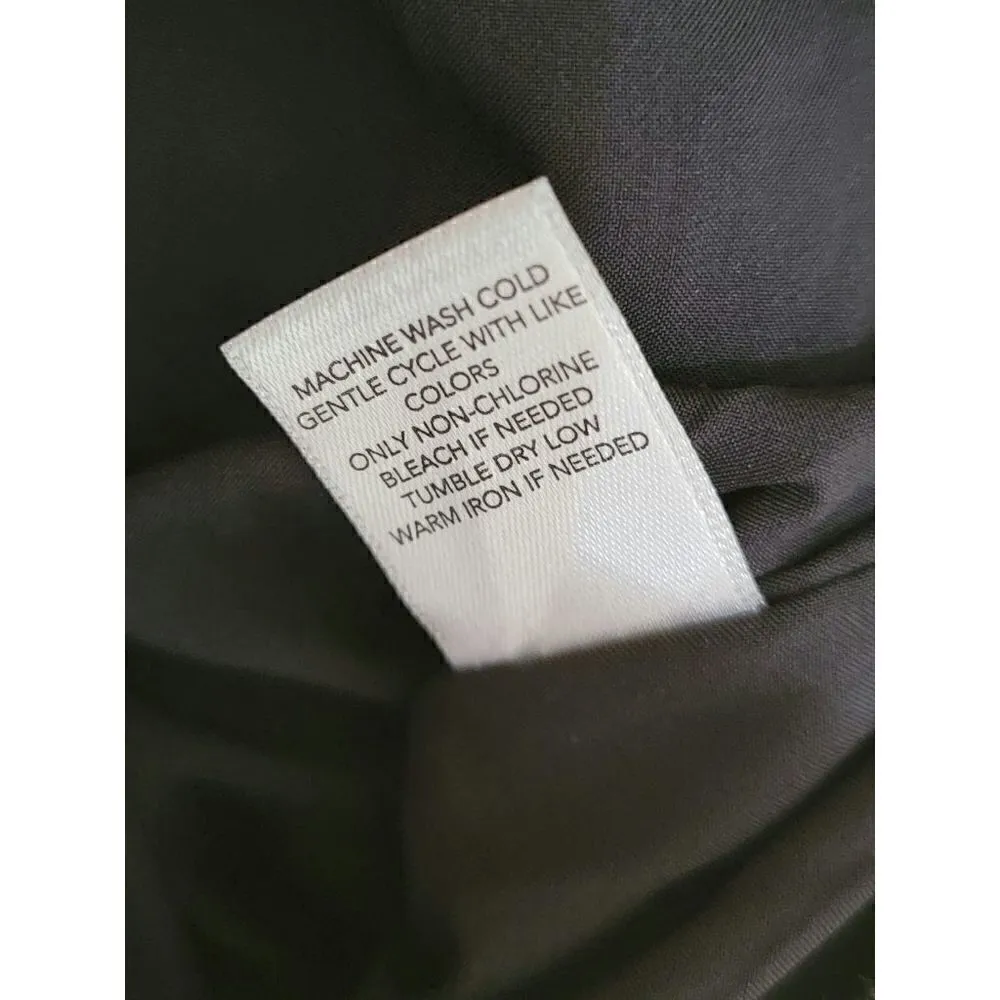 MACHINE WASH COLD
GENTLE CYCLE WITH LIKE
COLORS
ONLY NON-CHLORINE
BLEACH IF NEEDED
TUMBLE DRY LOW
WARM IRON IF NEEDED